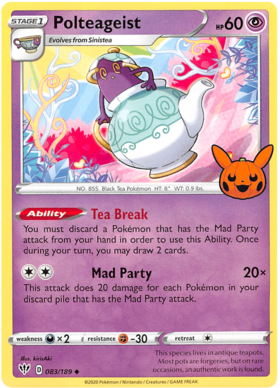 STAGE 1
Polteageist
HP 60
Evolves from Sinistea
NO. 855. Black Tea Pokémon HT: 8" WT: 0.9 lbs.
Ability Tea Break
You must discard a Pokémon that has the Mad Party
attack from your hand in order to use this Ability. Once
during your turn, you may draw 2 cards.
Mad Party 20×
This attack does 20 damage for each Pokémon in your
discard pile that has the Mad Party attack.
weakness ×2 resistance -30 retreat
Illus. kirisAki
D 083/189
This species lives in antique teapots.
Most pots are forgeries, but on rare
occasions, an authentic work is found.
©2020 Pokémon / Nintendo / Creatures / GAME FREAK